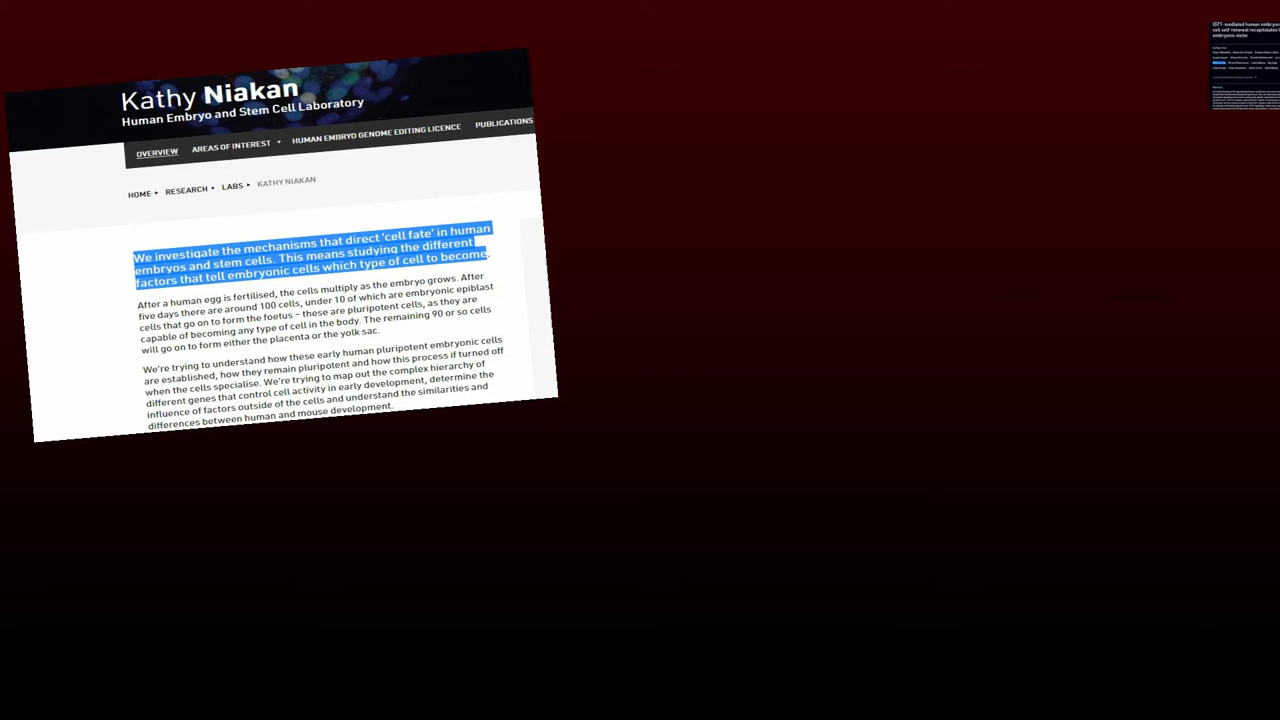 Kathy Niakan
Human Embryo and Stem Cell Laboratory
OVERVIEW AREAS OF INTEREST HUMAN EMBRYO GENOME EDITING LICENCE PUBLICATIONS
HOME RESEARCH LABS KATHY NIAKAN
We investigate the mechanisms that direct ‘cell fate’ in human
embryos and stem cells. This means studying the different
factors that tell embryonic cells which type of cell to become.
After a human egg is fertilised, the cells multiply as the embryo grows. After
five days there are around 100 cells, under 10 of which are embryonic epiblast
cells that go on to form the foetus – these are pluripotent cells, as they are
capable of becoming any type of cell in the body. The remaining 90 or so cells
will go on to form either the placenta or the yolk sac.
We’re trying to understand how these early human pluripotent embryonic cells
are established, how they remain pluripotent and how this process if turned off
when the cells specialise. We’re trying to map out the complex hierarchy of
different genes that control cell activity in early development, determine the
influence of factors outside of the cells and understand the similarities and
differences between human and mouse development.
-mediated human embryo
cell self-renewal recapitulates
embryonic niche